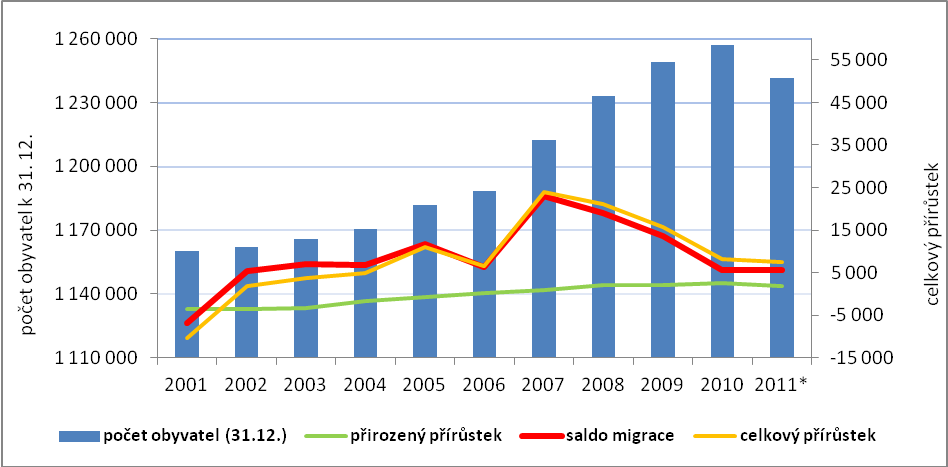 počet obyvatel k 31.12.
1 260 000
1 230 000
1 200 000
1 170 000
1 140 000
1 110 000
55 000
45 000
35 000
25 000
15 000
5 000
-5 000
-15 000
celkový přírůstek
2001 2002 2003 2004 2005 2006 2007 2008 2009 2010 2011*
počet obyvatel (31.12.) přirozený přírůstek saldo migrace celkový přírůstek